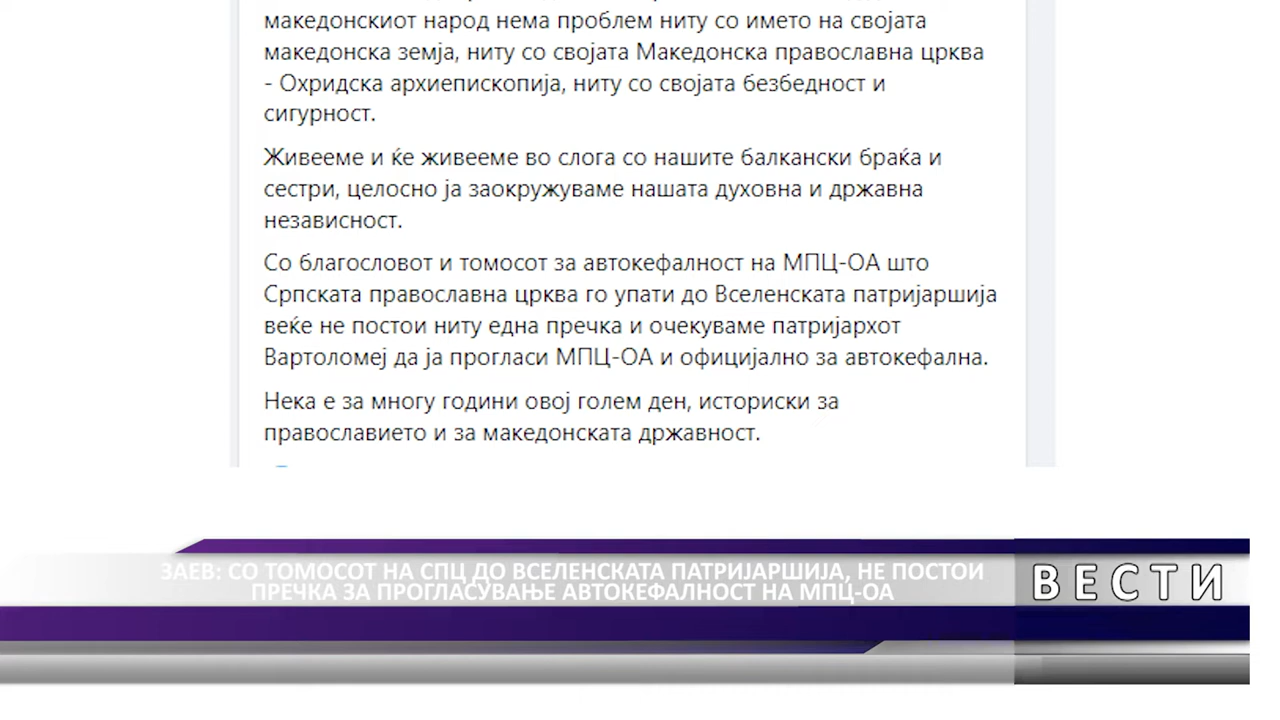 македонскиот народ нема проблем ниту со името на својата
македонска земја, ниту со својата Македонска православна црква
- Охридска архиепископија, ниту со својата безбедност и
сигурност.
Живееме и ќе живееме во слога со нашите балкански браќа и
сестри, целосно ја заокружуваме нашата духовна и државна
независност.
Со благословот и томосот за автокефалност на МПЦ-ОА што
Српската православна црква го упати до Вселенската патријаршија
веќе не постои ниту една пречка и очекуваме патријархот
Вартоломеј да ја прогласи МПЦ-ОА и официјално за автокефална.
Нека е за многу години овој голем ден, историски за
православието и за македонската државност.
ЗАЕВ: СО ТОМОСОТ НА СПЦ ДО ВСЕЛЕНСКАТА ПАТРИЈАРШИЈА, НЕ ПОСТОИ
ПРЕЧКА ЗА ПРОГЛАСУВАЊЕ АВТОКЕФАЛНОСТ НА МПЦ-ОА
ВЕСТИ